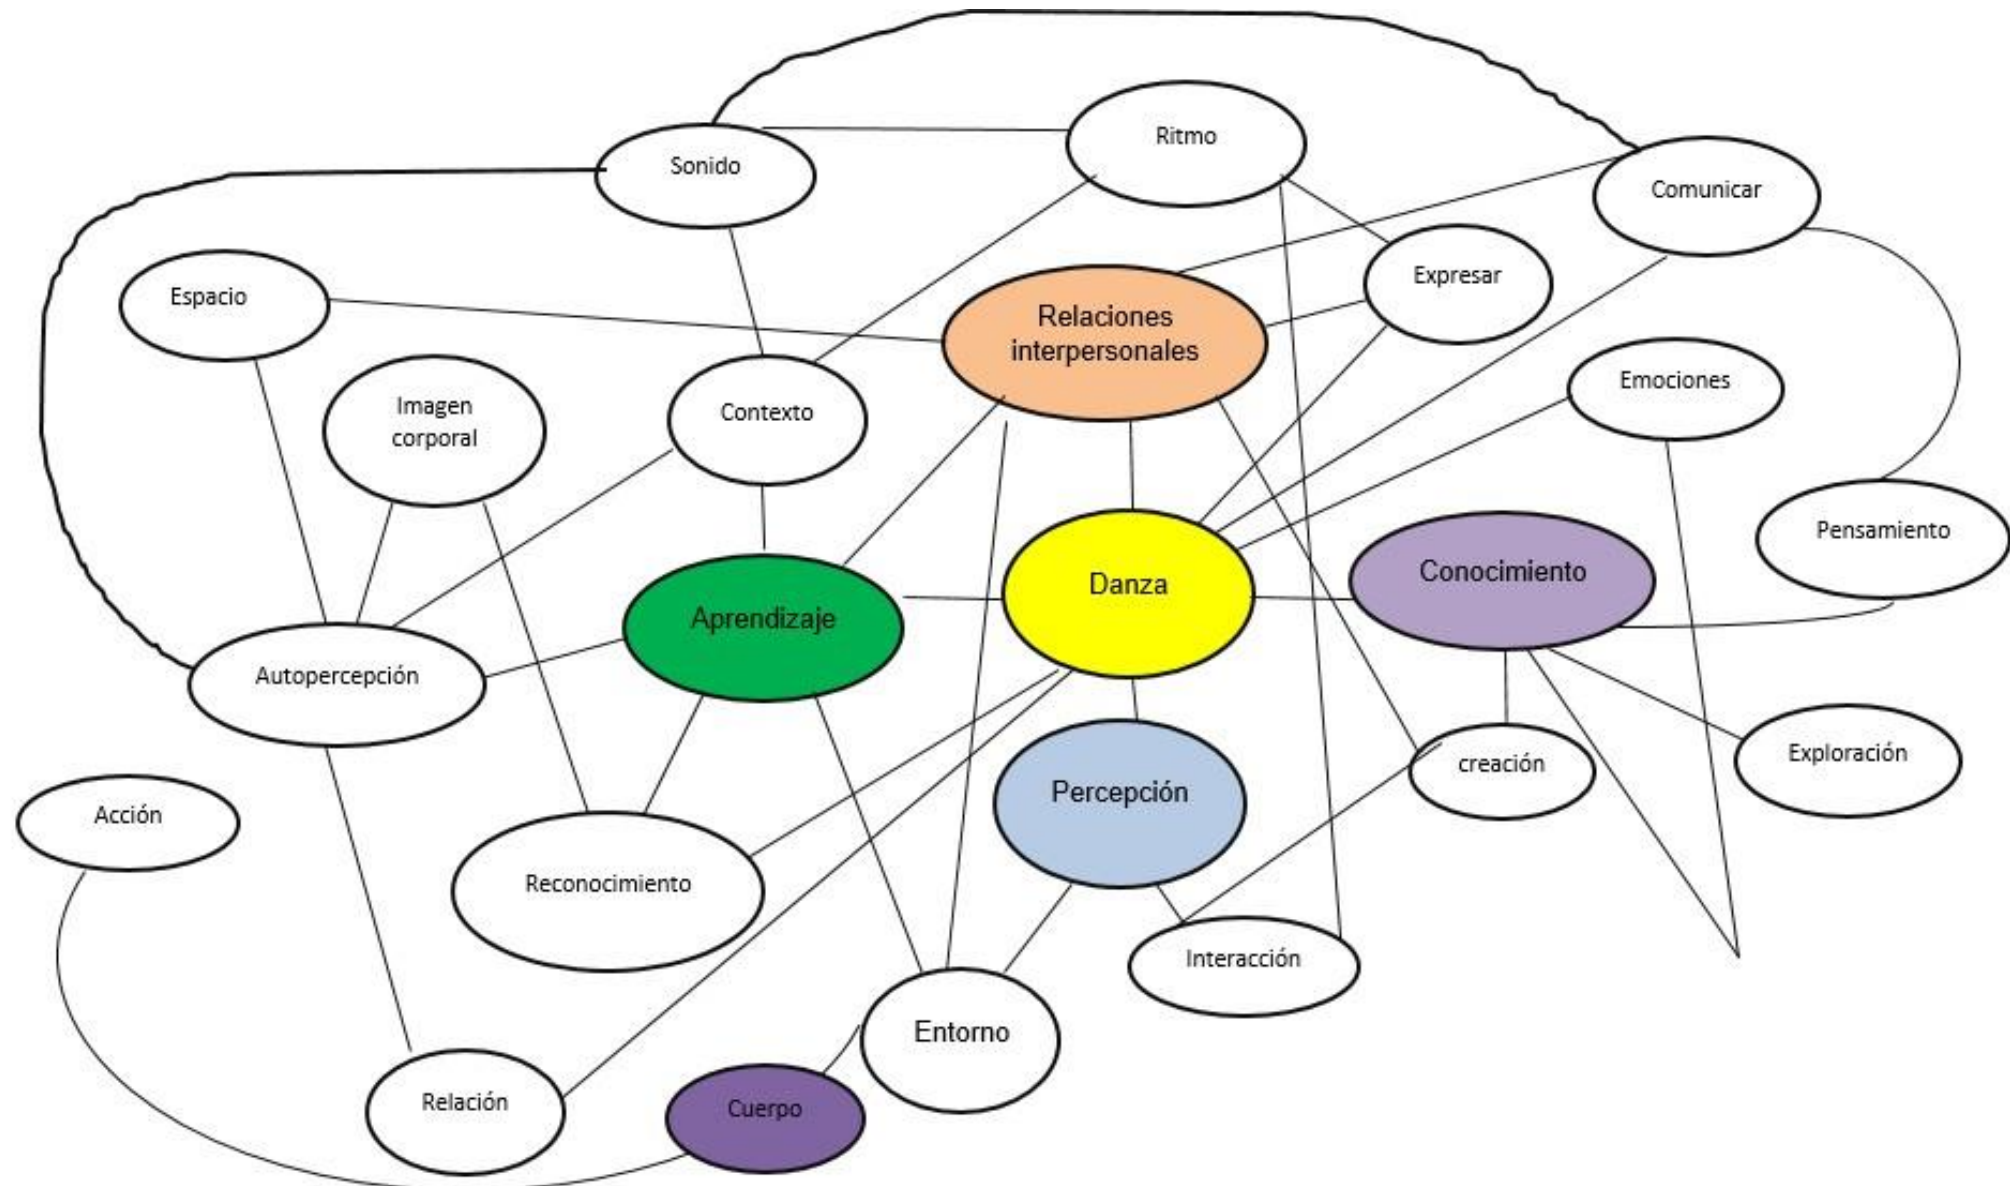 Ritmo
Sonido
Comunicar
Espacio
Expresar
Relaciones
interpersonales
Emociones
Imagen
corporal
Contexto
Pensamiento
Conocimiento
Danza
Aprendizaje
Autopercepción
Exploración
creación
Percepción
Acción
Reconocimiento
Interacción
Entorno
Relación
Cuerpo